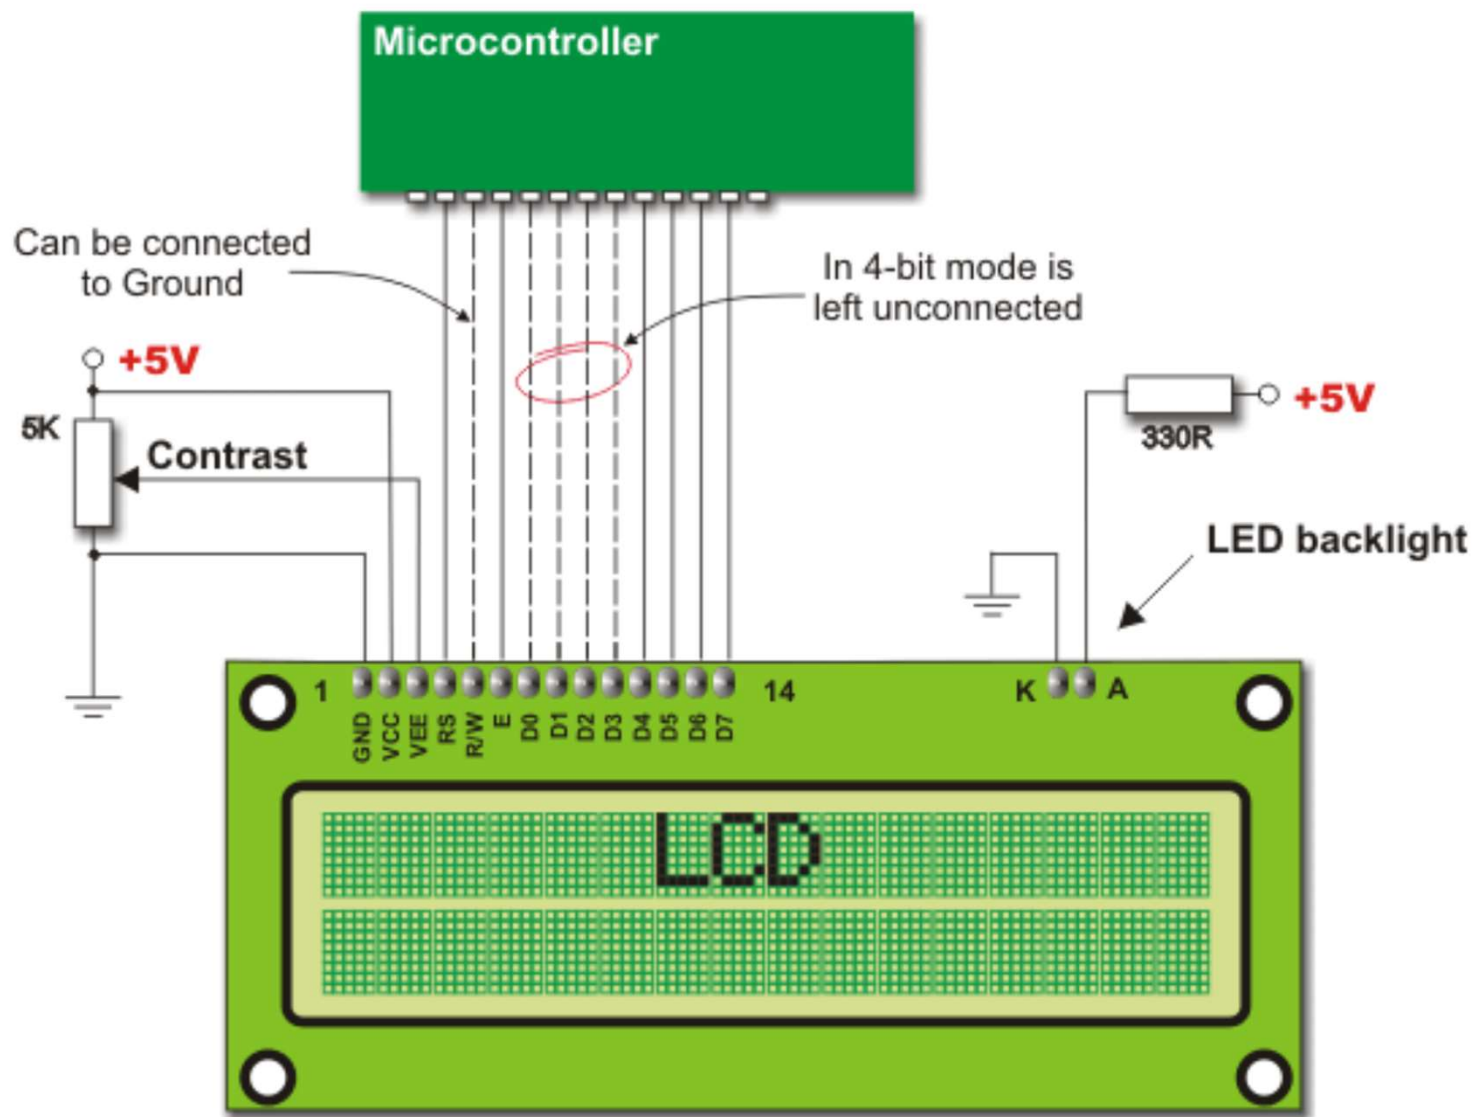 Microcontroller
Can be connected
to Ground
In 4-bit mode is
left unconnected
+5V
5K
Contrast
+5V
330R
LED backlight
1
GND
VCC
VEE
RS
R/W
E
D0
D1
D2
D3
D4
D5
D6
D7
14
K
A
LCD